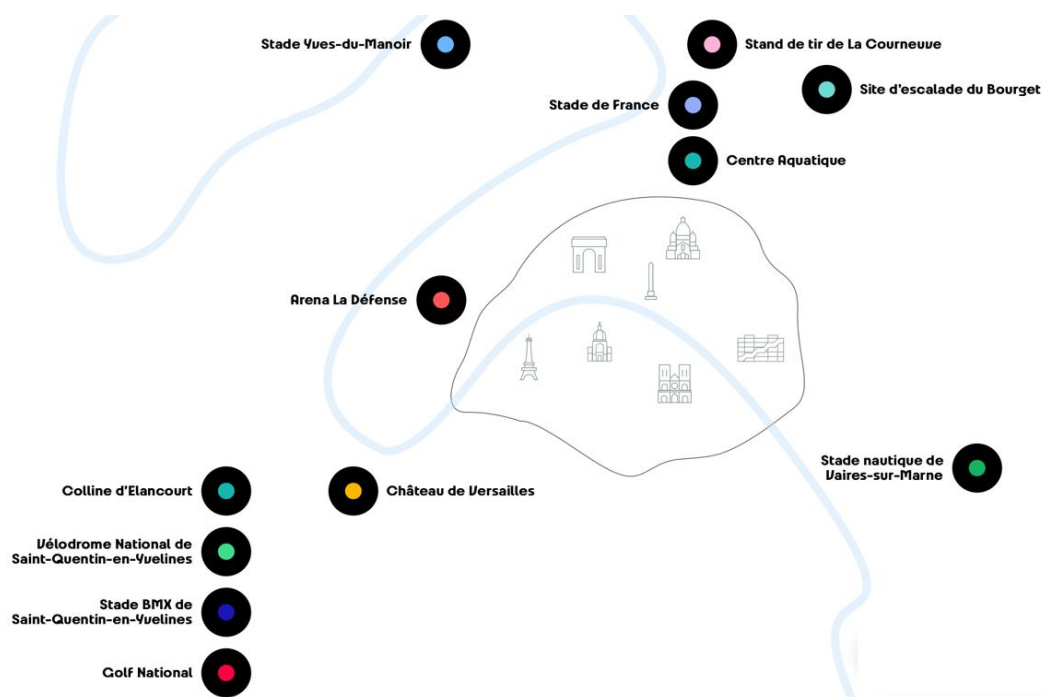 Stade Yves-du-Manoir
Stand de tir de La Courneuve
Site d'escalade du Bourget
Stade de France
Centre Aquatique
Arena La Défense
Stade nautique de
Vaires-sur-Marne
Colline d'Elancourt
Château de Versailles
Vélodrome National de
Saint-Quentin-en-Yvelines
Stade BMX de
Saint-Quentin-en-Yvelines
Golf National